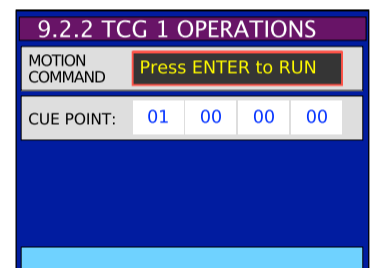 9.2.2 TCG 1 OPERATIONS
MOTION
COMMAND
Press ENTER to RUN
CUE POINT: 01 00 00 00